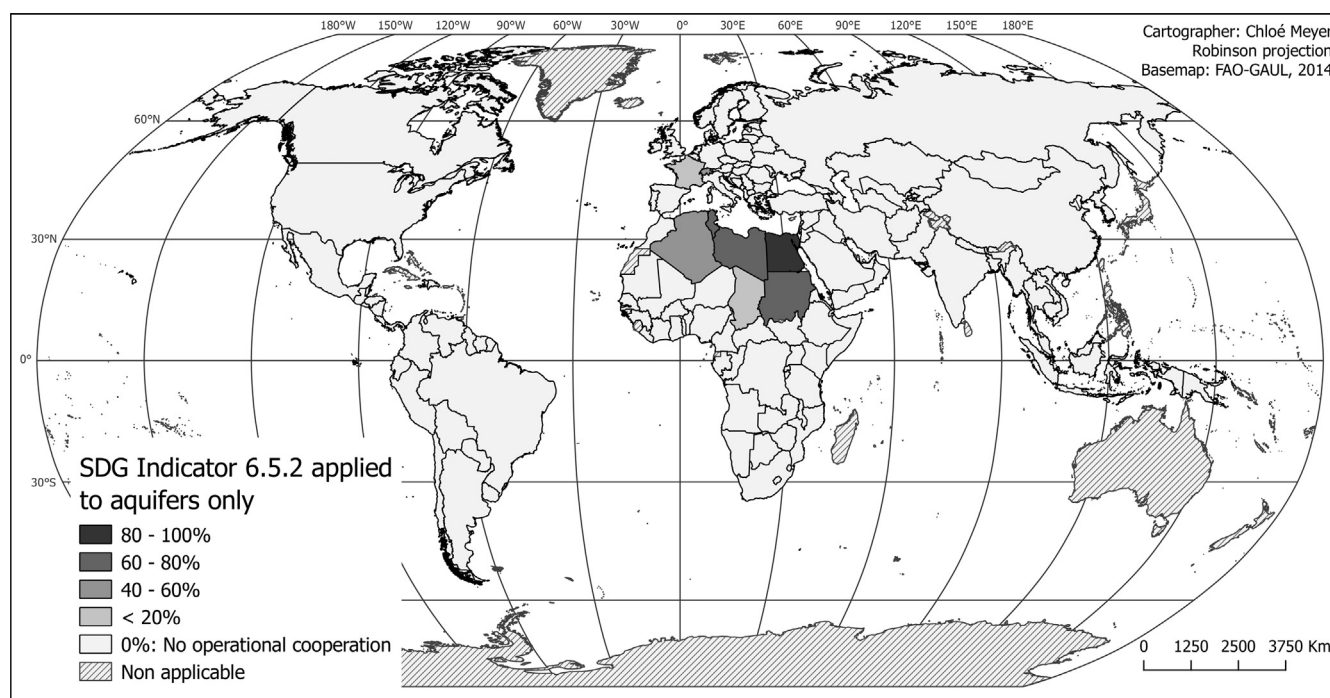 180°W 150°W 120°W 90°W 60°W 30°W 0° 30°E 60°E 90°E 120°E 150°E 180°E
Cartographer: Chloé Meyer
Robinson projection
Basemap: FAO-GAUL, 2014
60°N
30°N
0°
30°S
SDG Indicator 6.5.2 applied
to aquifers only
80 - 100%
60 - 80%
40 - 60%
< 20%
0%: No operational cooperation
Non applicable
0 1250 2500 3750 Km